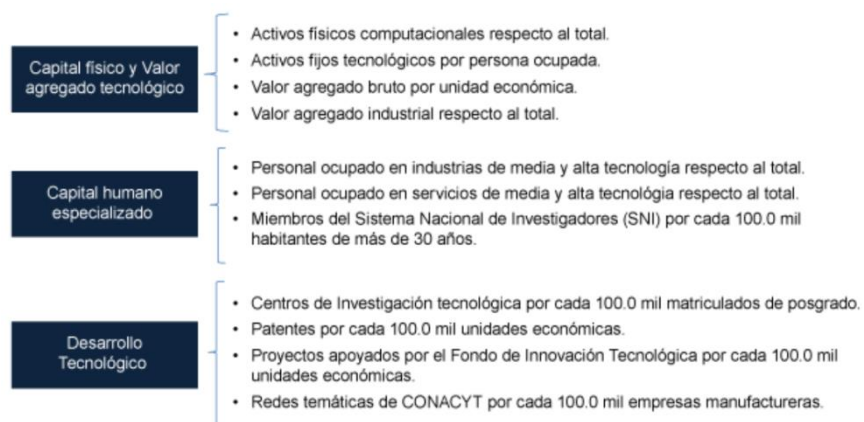 Capital físico y Valor
agregado tecnológico
• Activos físicos computacionales respecto al total.
• Activos fijos tecnológicos por persona ocupada.
• Valor agregado bruto por unidad económica.
• Valor agregado industrial respecto al total.
Capital humano
especializado
• Personal ocupado en industrias de media y alta tecnología respecto al total.
• Personal ocupado en servicios de media y alta tecnológia respecto al total.
• Miembros del Sistema Nacional de Investigadores (SNI) por cada 100.0 mil
habitantes de más de 30 años.
Desarrollo
Tecnológico
• Centros de Investigación tecnológica por cada 100.0 mil matriculados de posgrado.
• Patentes por cada 100.0 mil unidades económicas.
• Proyectos apoyados por el Fondo de Innovación Tecnológica por cada 100.0 mil
unidades económicas.
• Redes temáticas de CONACYT por cada 100.0 mil empresas manufactureras.